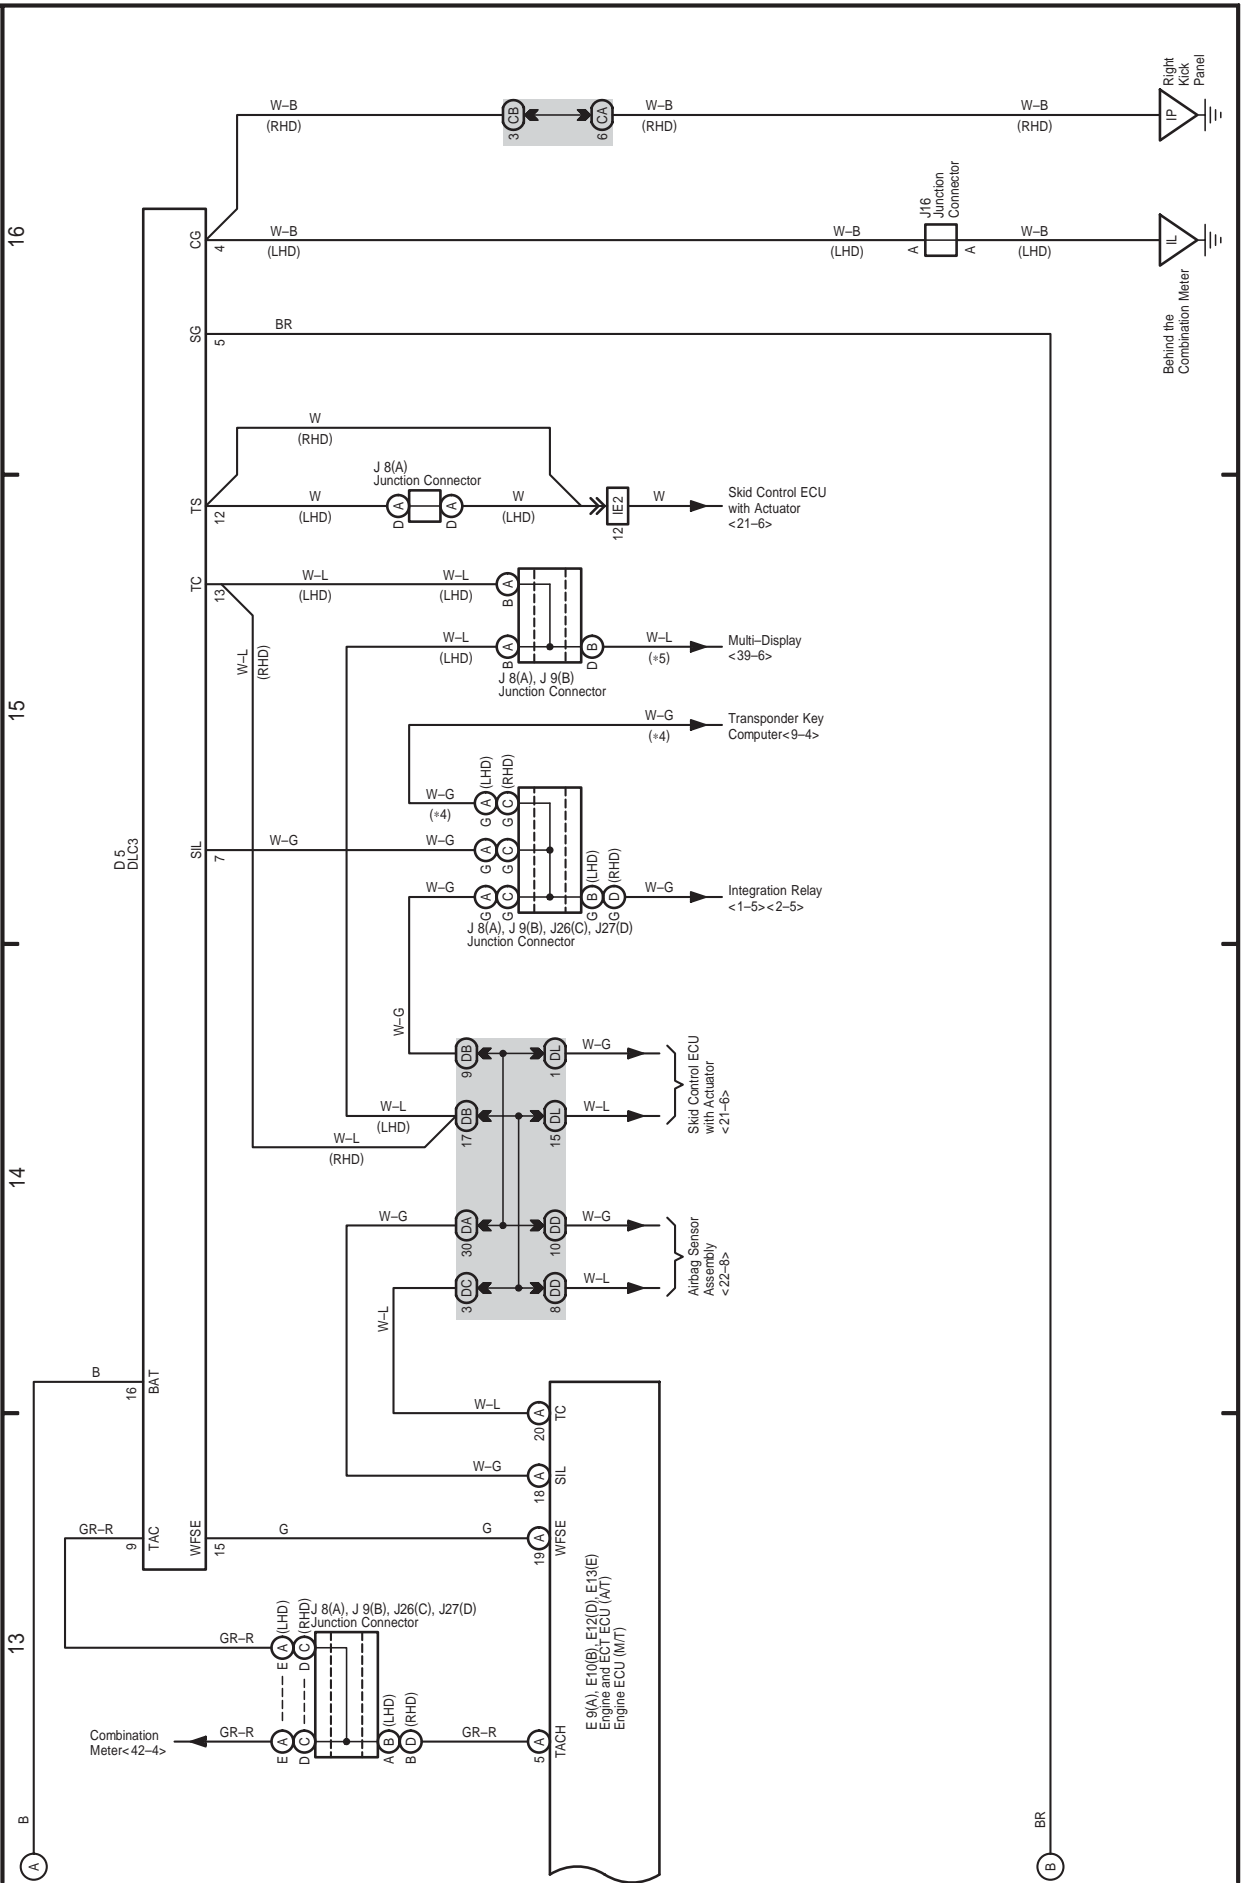 16
15
14
13
W–B
(RHD)
3
CB
6
CA
W–B
(RHD)
W–B
(RHD)
IP
Right
Kick
Panel
CG
4
W–B
(LHD)
W–B
(LHD)
A
J16
Junction
Connector
A
W–B
(LHD)
IL
Behind the
Combination Meter
SG
5
BR
W
(RHD)
TS
12
W
(LHD)
J 8(A)
Junction Connector
D
A
D
A
W
(LHD)
12
IE2
W
Skid Control ECU
with Actuator
<21–6>
TC
13
W–L
(LHD)
W–L
(LHD)
B
A
W–L
(RHD)
W–L
(LHD)
B
A
D
B
W–L
(*5)
Multi–Display
<39–6>
J 8(A), J 9(B)
Junction Connector
W–G
(*4)
Transponder Key
Computer<9–4>
W–G
(*4)
G
A
(LHD)
G
C
(RHD)
D 5
DLC3
SIL
7
W–G
W–G
G
A
G
C
W–G
G
A
G
C
G
B
(LHD)
G
D
(RHD)
W–G
Integration Relay
<1–5><2–5>
J 8(A), J 9(B), J26(C), J27(D)
Junction Connector
W–G
9
DB
1
DL
W–G
W–L
(LHD)
17
DB
15
DL
W–L
Skid Control ECU
with Actuator
<21–6>
W–L
(RHD)
W–G
30
DA
10
DD
W–G
W–L
3
DC
8
DD
W–L
Airbag Sensor
Assembly
<22–8>
B
16
BAT
W–L
20
A
TC
W–G
18
A
SIL
GR–R
9
TAC
WFSE
15
G
G
19
A
WFSE
J 8(A), J 9(B), J26(C), J27(D)
Junction Connector
GR–R
E
A
(LHD)
D
C
(RHD)
Combination
Meter<42–4>
GR–R
E
A
D
C
A
B
(LHD)
B
D
(RHD)
GR–R
5
A
TACH
E 9(A), E10(B), E12(D), E13(E)
Engine and ECT ECU (A/T)
Engine ECU (M/T)
B
A
BR
B